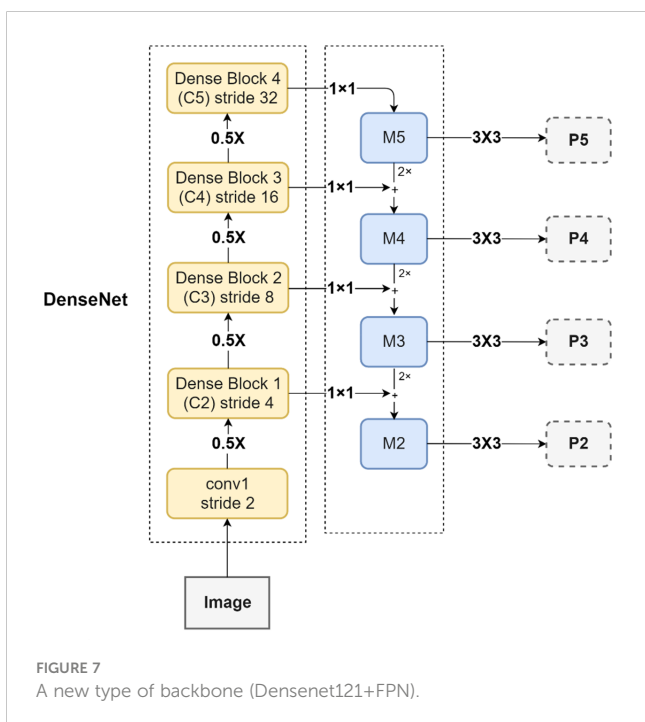 Dense Block 4
(C5) stride 32
1×1
M5
3X3
P5
0.5X
2×
+
Dense Block 3
(C4) stride 16
1×1
M4
3X3
P4
0.5X
2×
+
Dense Block 2
(C3) stride 8
1×1
DenseNet
M3
3X3
P3
0.5X
2×
+
Dense Block 1
(C2) stride 4
1×1
M2
3X3
P2
0.5X
conv1
stride 2
Image
FIGURE 7
A new type of backbone (Densenet121+FPN).